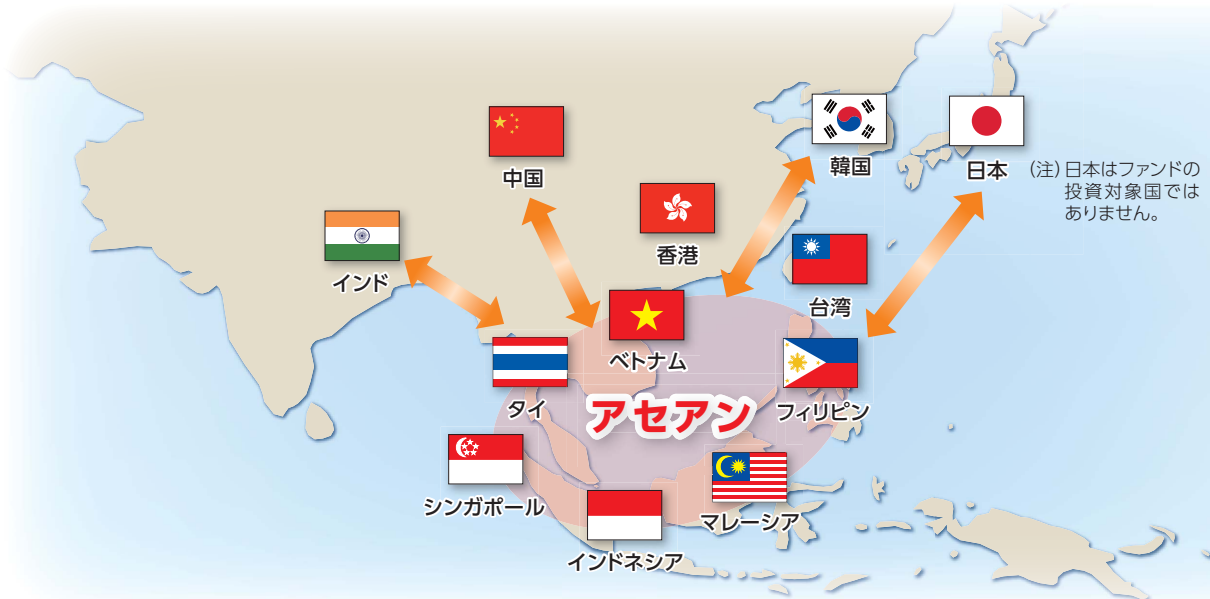 中国
韓国
日本
(注)日本はファンドの
投資対象国では
ありません。
インド
香港
台湾
ベトナム
タイ
アセアン
フィリピン
シンガポール
マレーシア
インドネシア